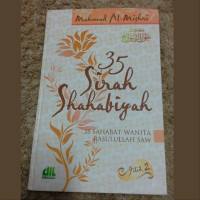 Mahmud Al-Mishri
35
Sirah
Shahabiyah
35 SAHABAT WANITA
RASULULLAH SAW
Jilid 2